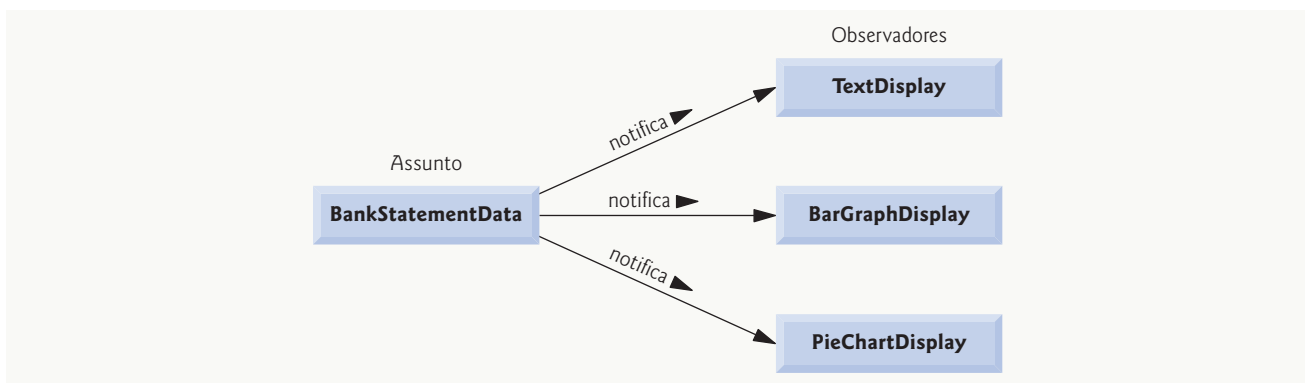 Observadores
TextDisplay
notifica
Assunto
BankStatementData
notifica
BarGraphDisplay
notifica
PieChartDisplay